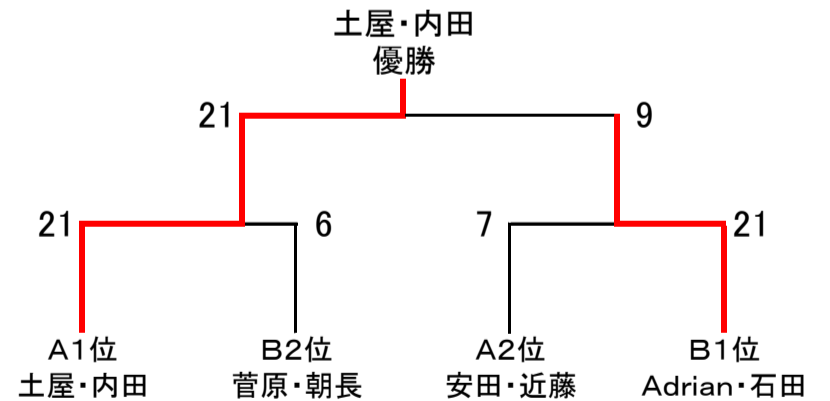 土屋・内田
優勝
21
9
21
6
7
21
A1位
B2位
A2位
B1位
土屋・内田
菅原・朝長
安田・近藤
Adrian・石田